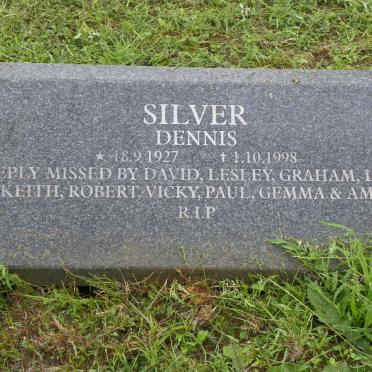 SILVER
DENNIS
* 18.9.1927 † 1.10.1998
EPLY MISSED BY DAVID, LESLEY, GRAHAM, L
KEITH, ROBERT, VICKY, PAUL, GEMMA & AM
R.I.P